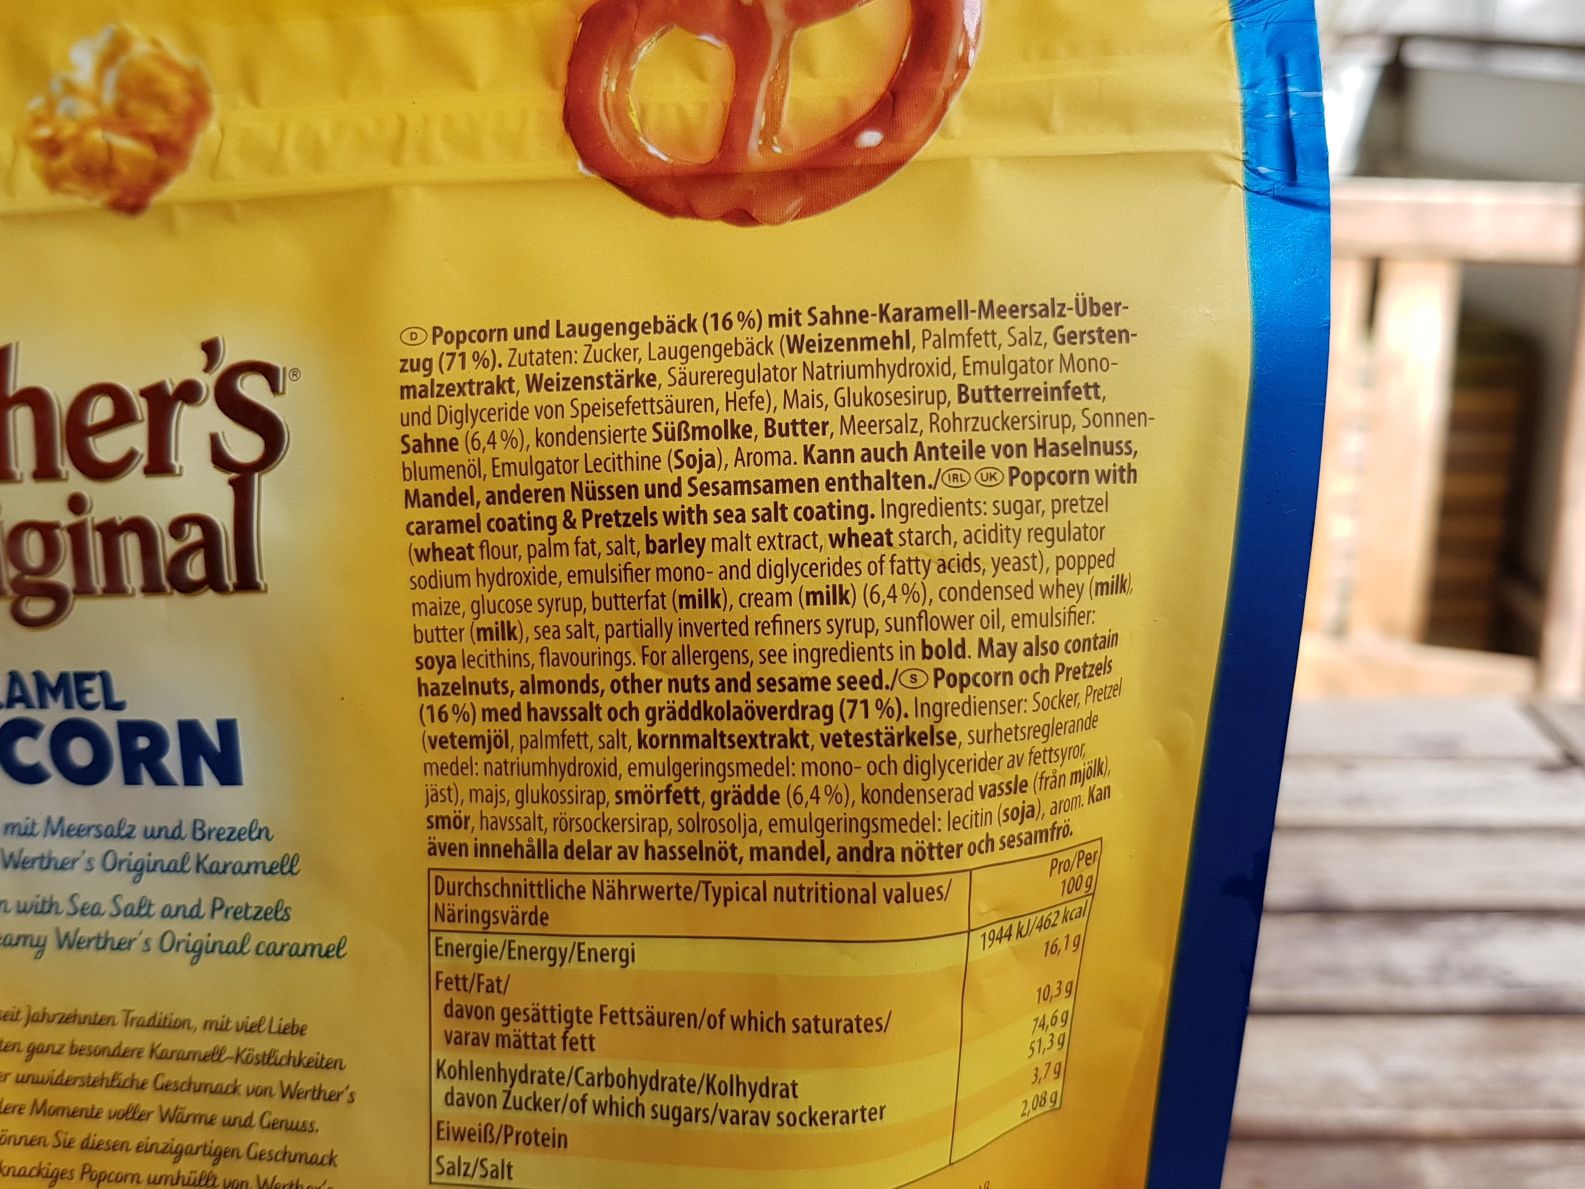 her's®
iginal
AMEL
CORN
mit Meersalz und Brezeln
Werther's Original Karamell
with Sea Salt and Pretzels
amy Werther's Original caramel
seit Jahrzehnten Tradition, mit viel Liebe
ganz besondere Karamell-Köstlichkeiten
unwiderstehliche Geschmack von Werther's
Momente voller Wärme und Genuss.
können Sie diesen einzigartigen Geschmack
knackiges Popcorn umhüllt von
D Popcorn und Laugengebäck (16 %) mit Sahne-Karamell-Meersalz-Über-
zug (71 %). Zutaten: Zucker, Laugengebäck (Weizenmehl, Palmfett, Salz, Gersten-
malzextrakt, Weizenstärke, Säureregulator Natriumhydroxid, Emulgator Mono-
und Diglyceride von Speisefettsäuren, Hefe), Mais, Glukosesirup, Butterreinfett,
Sahne (6,4 %), kondensierte Süßmolke, Butter, Meersalz, Rohrzuckersirup, Sonnen-
blumenöl, Emulgator Lecithine (Soja), Aroma. Kann auch Anteile von Haselnuss,
Mandel, anderen Nüssen und Sesamsamen enthalten./IRL UK Popcorn with
caramel coating & Pretzels with sea salt coating. Ingredients: sugar, pretzel
(wheat flour, palm fat, salt, barley malt extract, wheat starch, acidity regulator
sodium hydroxide, emulsifier mono- and diglycerides of fatty acids, yeast), popped
maize, glucose syrup, butterfat (milk), cream (milk) (6,4 %), condensed whey (milk),
butter (milk), sea salt, partially inverted refiners syrup, sunflower oil, emulsifier:
soya lecithins, flavourings. For allergens, see ingredients in bold. May also contain
hazelnuts, almonds, other nuts and sesame seed./S Popcorn och Pretzels
(16 %) med havssalt och gräddkolaöverdrag (71 %). Ingredienser: Socker, Pretzel
(vetemjöl, palmfett, salt, kornmaltsextrakt, vetestärkelse, surhetsreglerande
medel: natriumhydroxid, emulgeringsmedel: mono- och diglycerider av fettsyror,
jäst), majs, glukossirap, smörfett, grädde (6,4 %), kondenserad vassle (från mjölk),
smör, havssalt, rörsockersirap, solrosolja, emulgeringsmedel: lecitin (soja), arom. Kan
även innehålla delar av hasselnöt, mandel, andra nötter och sesamfrö.
Durchschnittliche Nährwerte/Typical nutritional values/ Pro/Per
Näringsvärde 100 g
Energie/Energy/Energi 1944 kJ/462 kcal
Fett/Fat/ 16,1 g
davon gesättigte Fettsäuren/of which saturates/
varav mättat fett 10,3 g
Kohlenhydrate/Carbohydrate/Kolhydrat 74,6 g
davon Zucker/of which sugars/varav sockerarter 51,3 g
Eiweiß/Protein 3,7 g
Salz/Salt 2,08 g